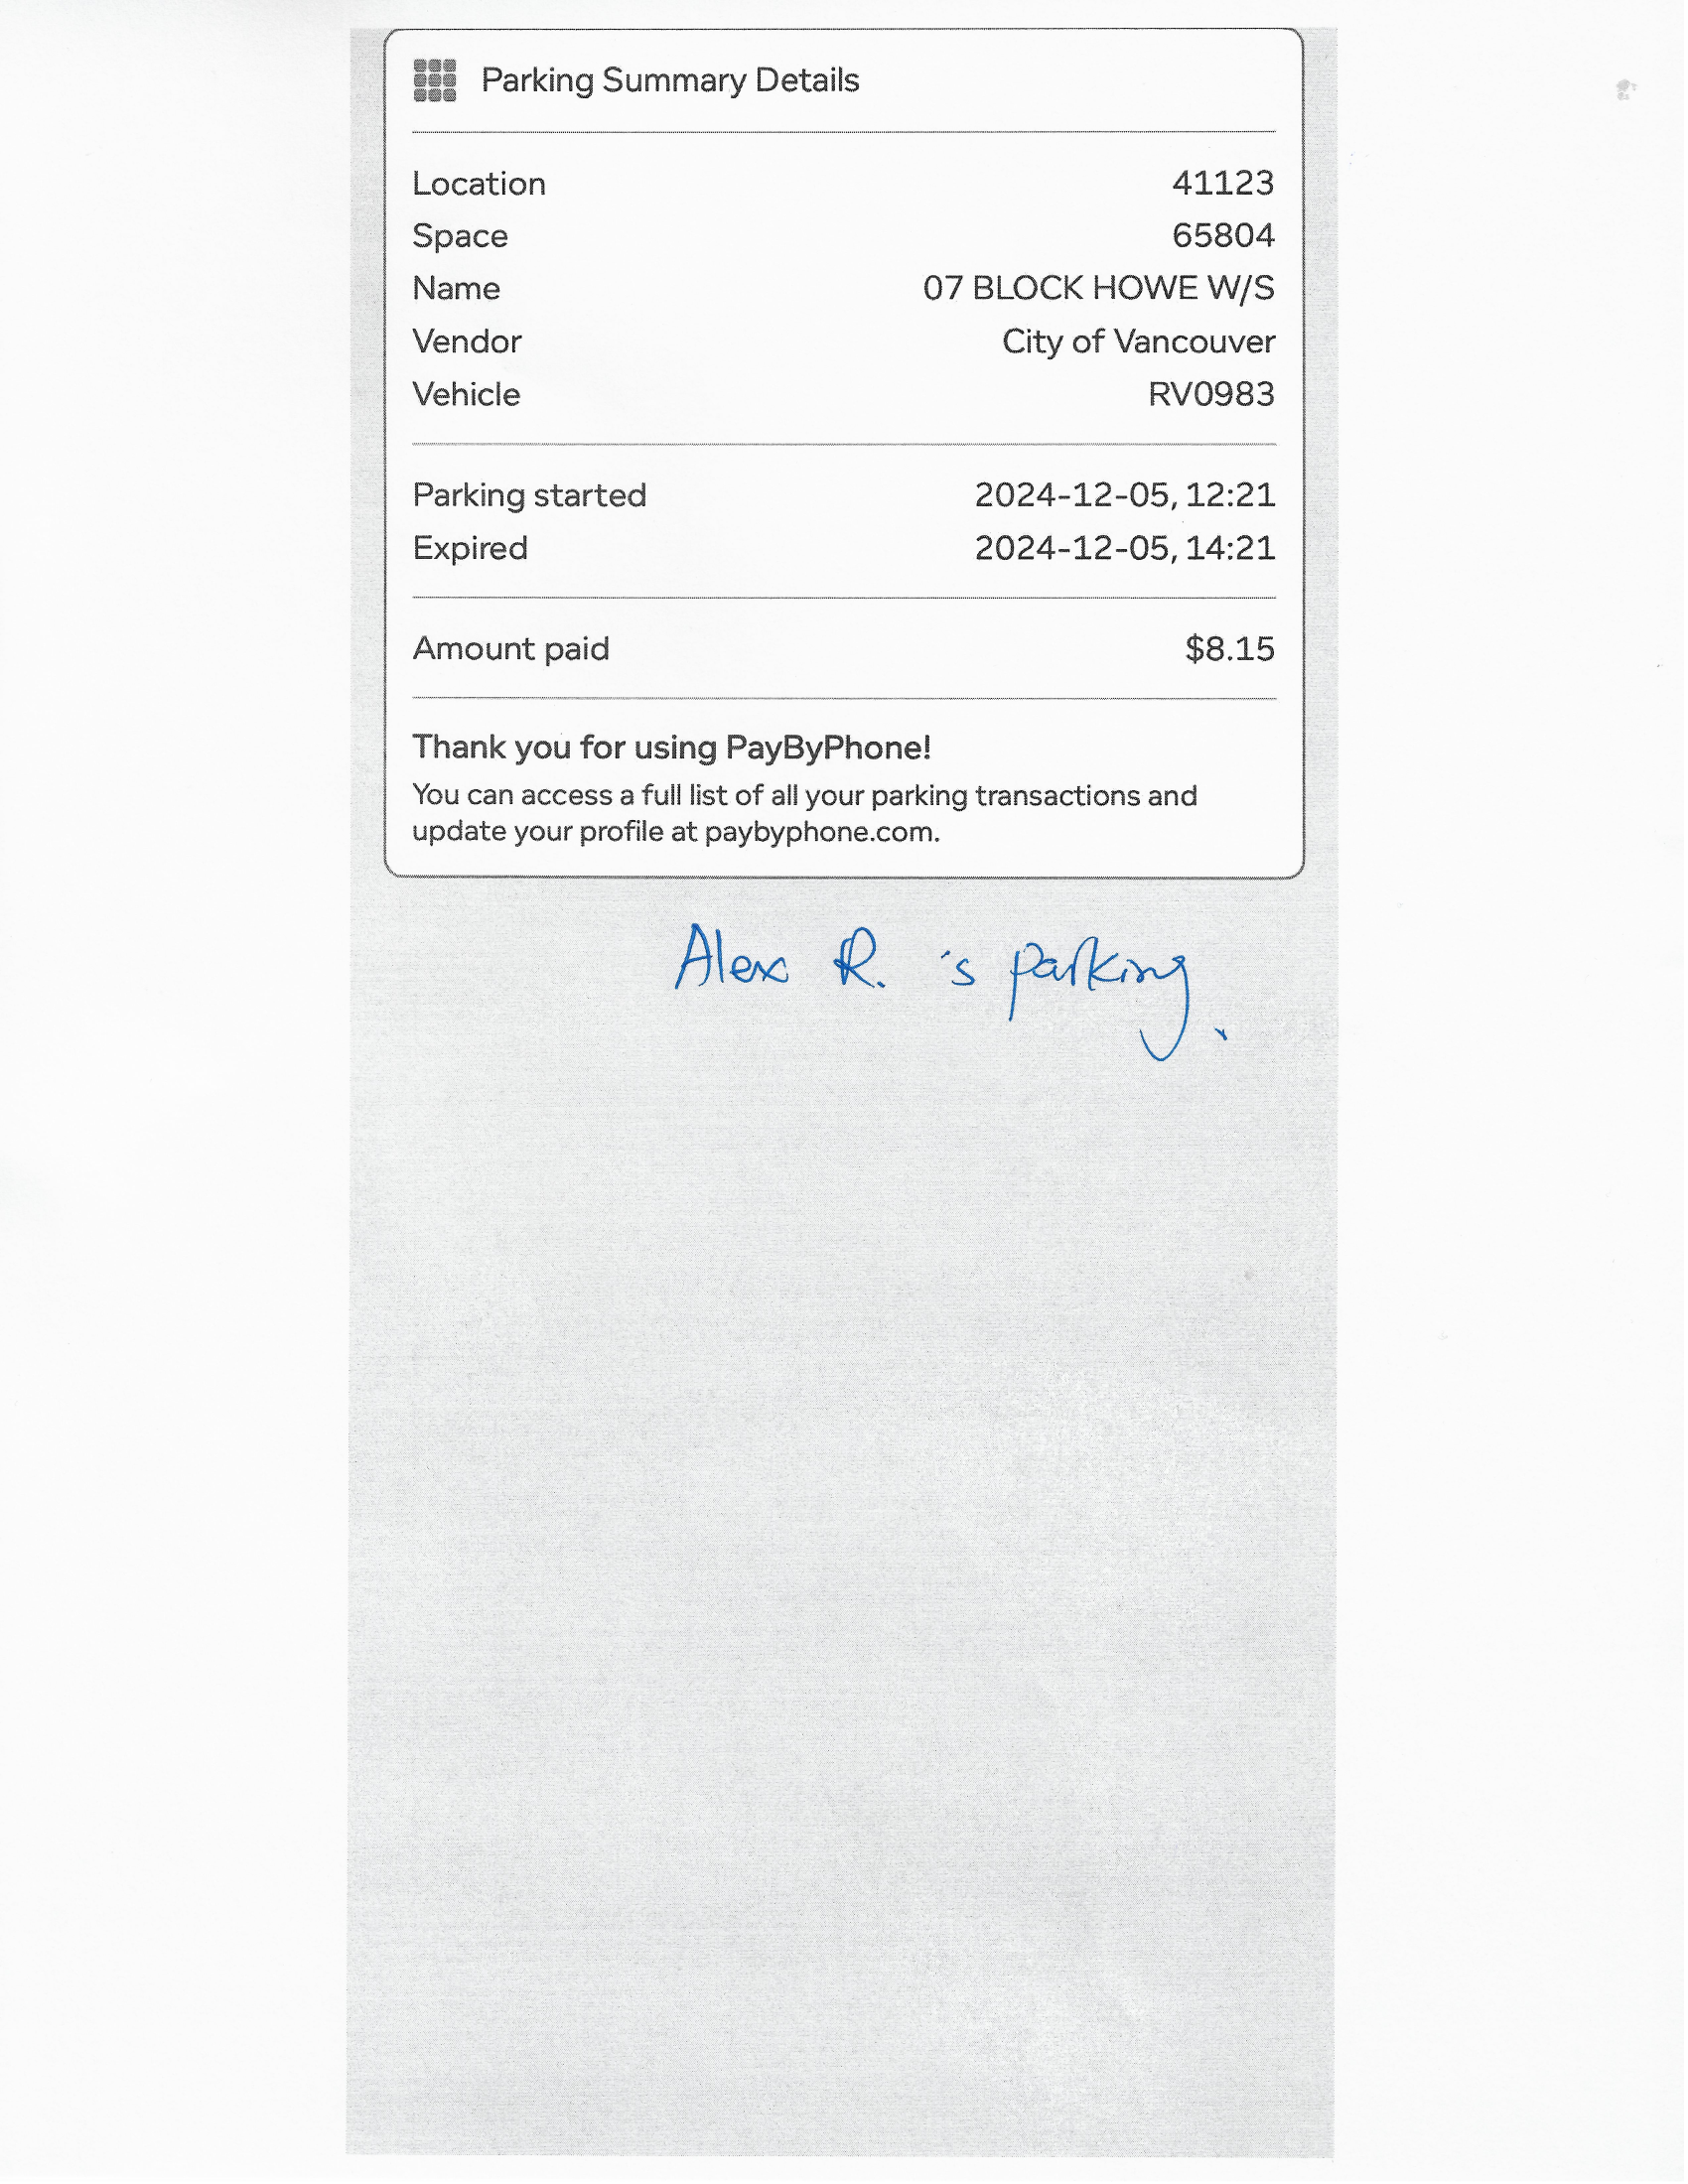 Parking Summary Details
Location 41123
Space 65804
Name 07 BLOCK HOWE W/S
Vendor City of Vancouver
Vehicle RV0983
Parking started 2024-12-05, 12:21
Expired 2024-12-05, 14:21
Amount paid $8.15
Thank you for using PayByPhone!
You can access a full list of all your parking transactions and
update your profile at paybyphone.com.
Alex R. 's parking.